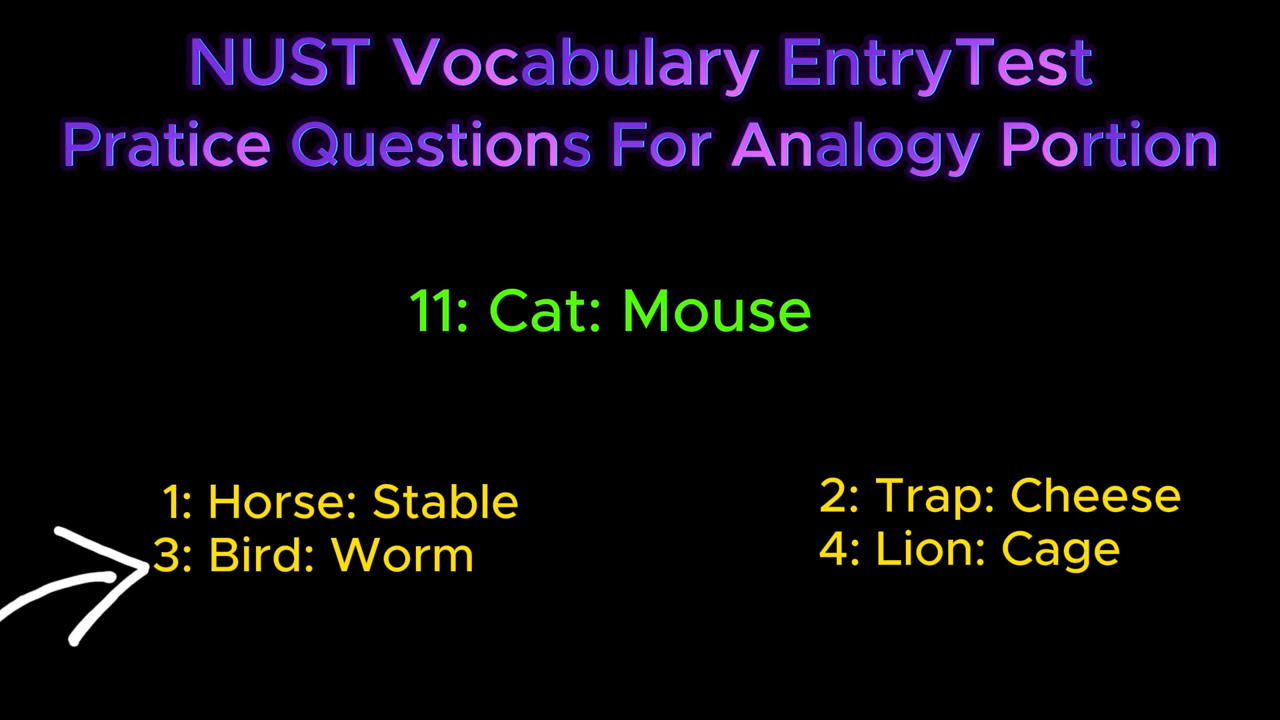 NUST Vocabulary EntryTest
Pratice Questions For Analogy Portion
11: Cat: Mouse
1: Horse: Stable
2: Trap: Cheese
3: Bird: Worm
4: Lion: Cage